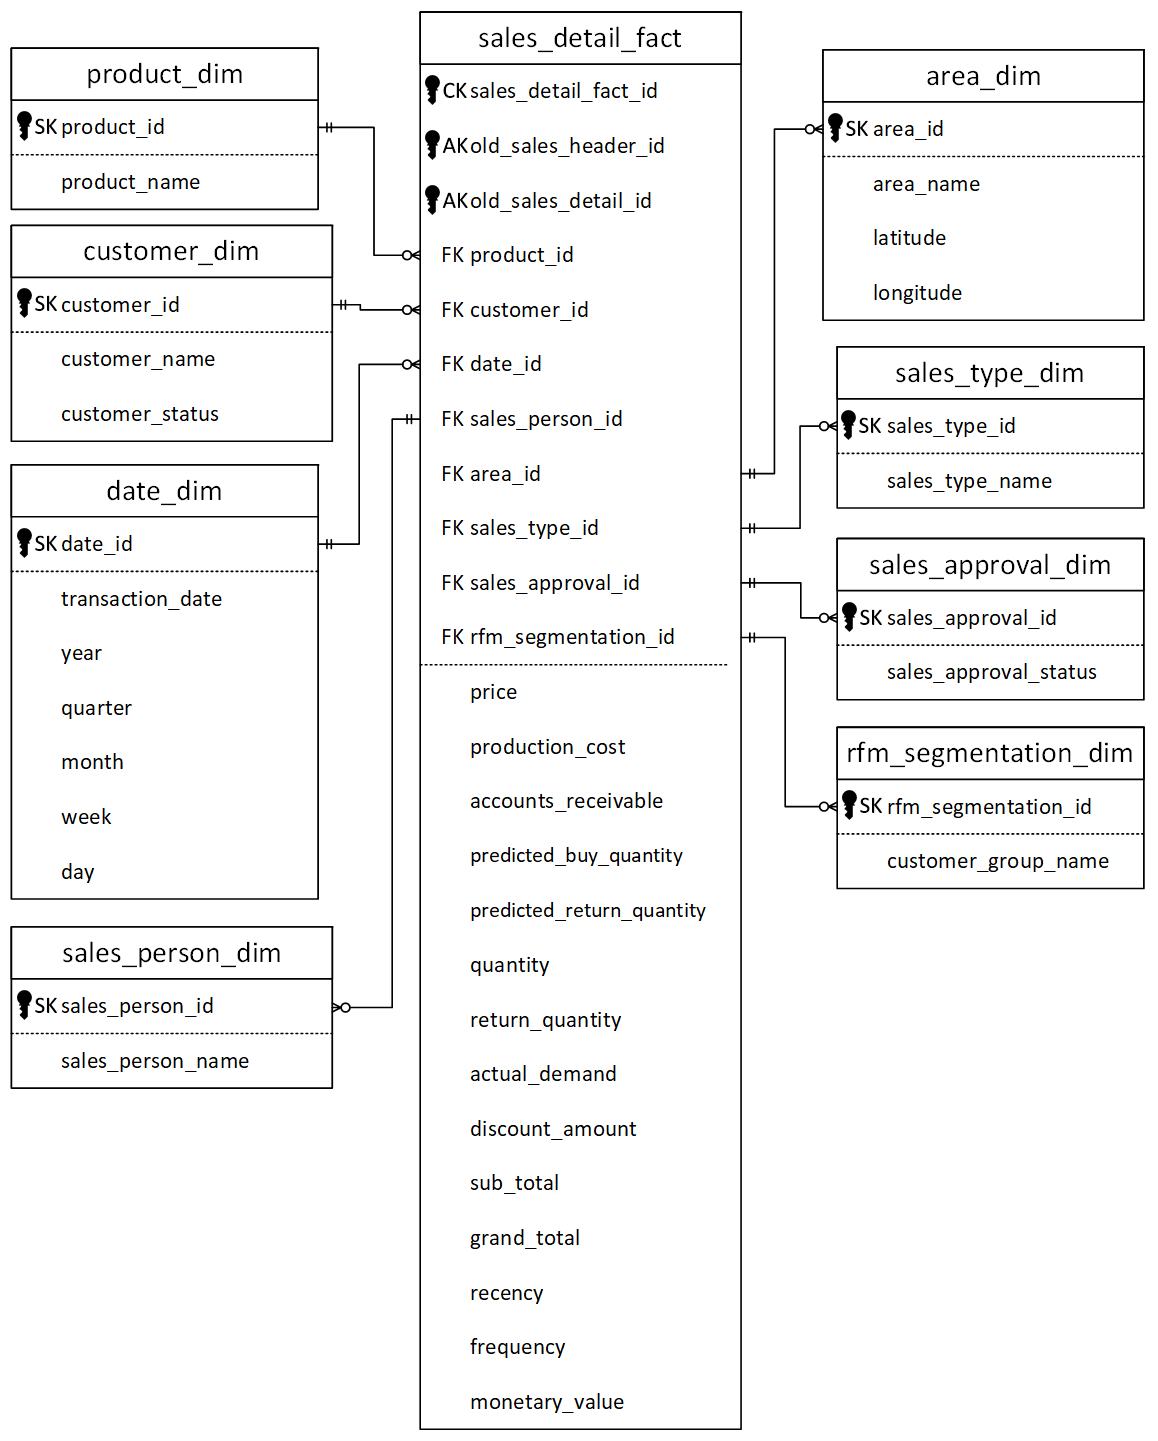 product_dim
SK product_id
product_name
customer_dim
SK customer_id
customer_name
customer_status
date_dim
SK date_id
transaction_date
year
quarter
month
week
day
sales_person_dim
SK sales_person_id
sales_person_name
sales_detail_fact
CK sales_detail_fact_id
AK old_sales_header_id
AK old_sales_detail_id
FK product_id
FK customer_id
FK date_id
FK sales_person_id
FK area_id
FK sales_type_id
FK sales_approval_id
FK rfm_segmentation_id
price
production_cost
accounts_receivable
predicted_buy_quantity
predicted_return_quantity
quantity
return_quantity
actual_demand
discount_amount
sub_total
grand_total
recency
frequency
monetary_value
area_dim
SK area_id
area_name
latitude
longitude
sales_type_dim
SK sales_type_id
sales_type_name
sales_approval_dim
SK sales_approval_id
sales_approval_status
rfm_segmentation_dim
SK rfm_segmentation_id
customer_group_name